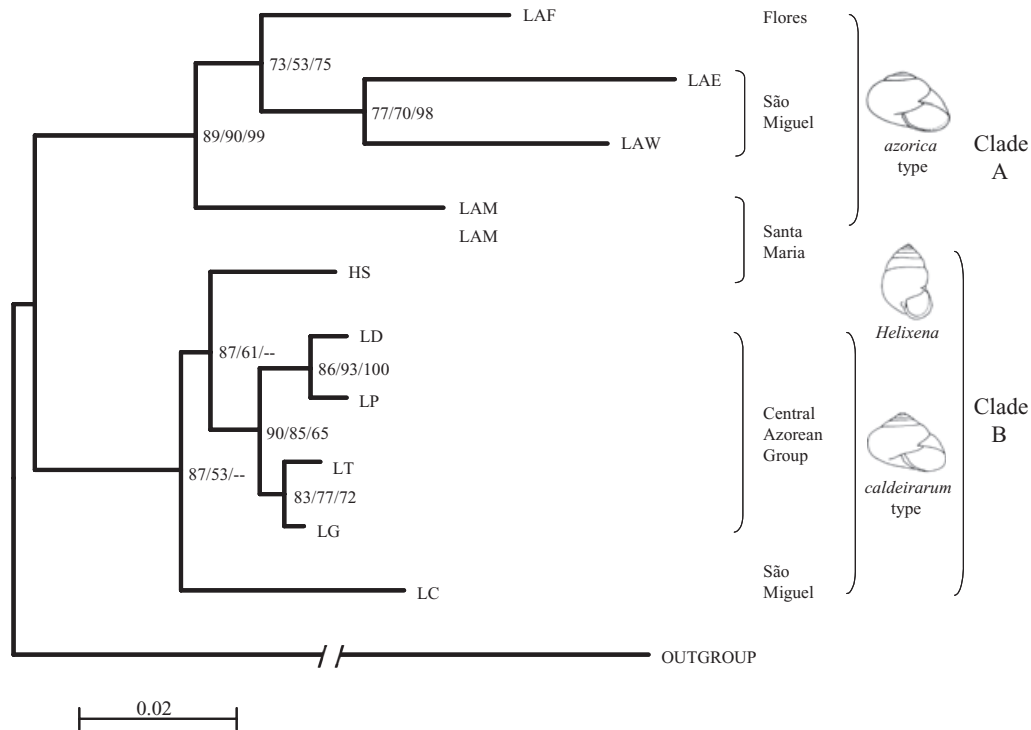 LAF
Flores
73/53/75
LAE
77/70/98
São
Miguel
LAW
89/90/99
azorica
type
Clade
A
LAM
LAM
Santa
Maria
HS
Helixena
87/61/--
LD
86/93/100
LP
90/85/65
Central
Azorean
Group
Clade
B
87/53/--
LT
83/77/72
LG
caldeirarum
type
São
Miguel
LC
OUTGROUP
0.02